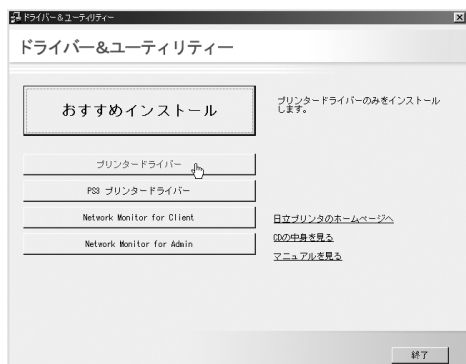 ドライバー＆ユーティリティー
ドライバー&ユーティリティー
おすすめインストール
プリンタードライバーのみをインストール
します。
プリンタードライバー
PS3 プリンタードライバー
Network Monitor for Client
Network Monitor for Admin
日立プリンタのホームページへ
CDの中身を見る
マニュアルを見る
終了